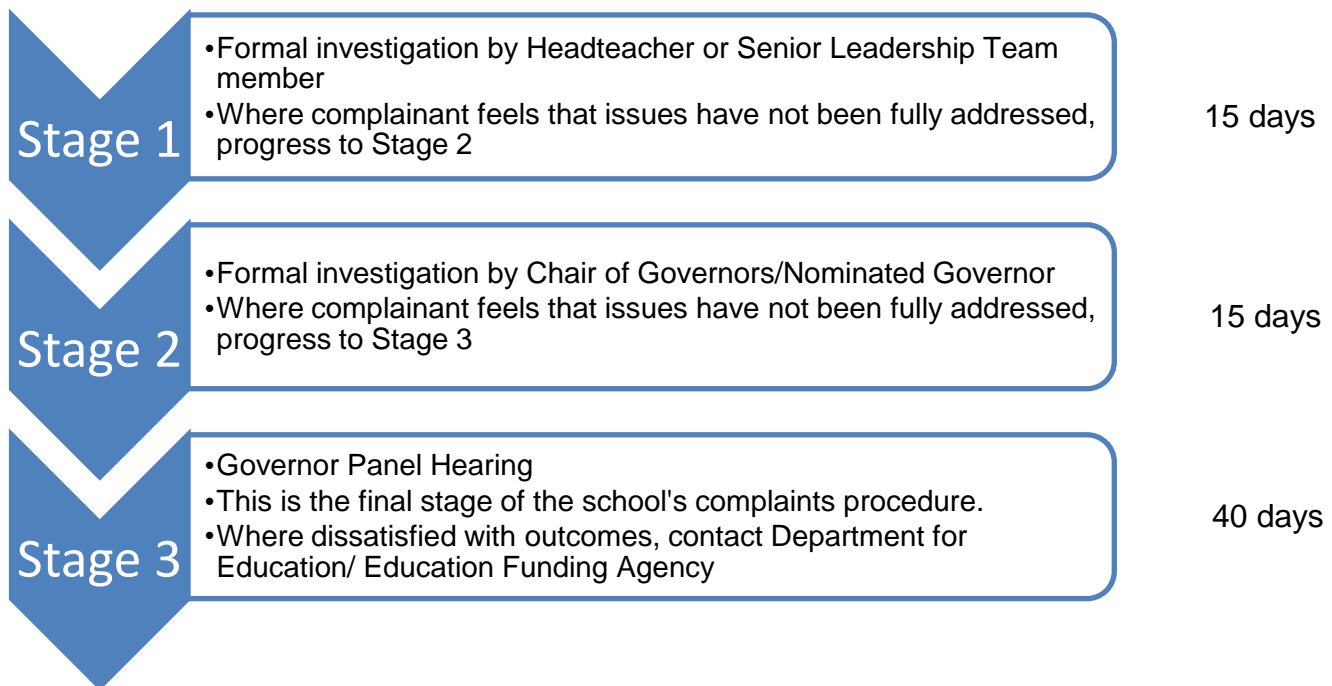 Stage 1
•Formal investigation by Headteacher or Senior Leadership Team
member
•Where complainant feels that issues have not been fully addressed,
progress to Stage 2
15 days
Stage 2
•Formal investigation by Chair of Governors/Nominated Governor
•Where complainant feels that issues have not been fully addressed,
progress to Stage 3
15 days
Stage 3
•Governor Panel Hearing
•This is the final stage of the school's complaints procedure.
•Where dissatisfied with outcomes, contact Department for
Education/ Education Funding Agency
40 days